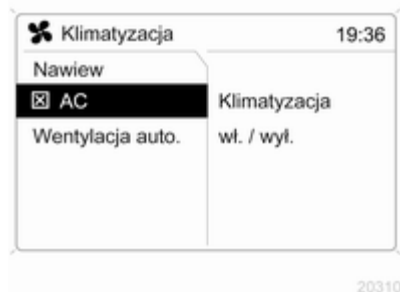 Klimatyzacja 19:36
Nawiew
AC Klimatyzacja
Wentylacja auto. wł. / wył.
20310